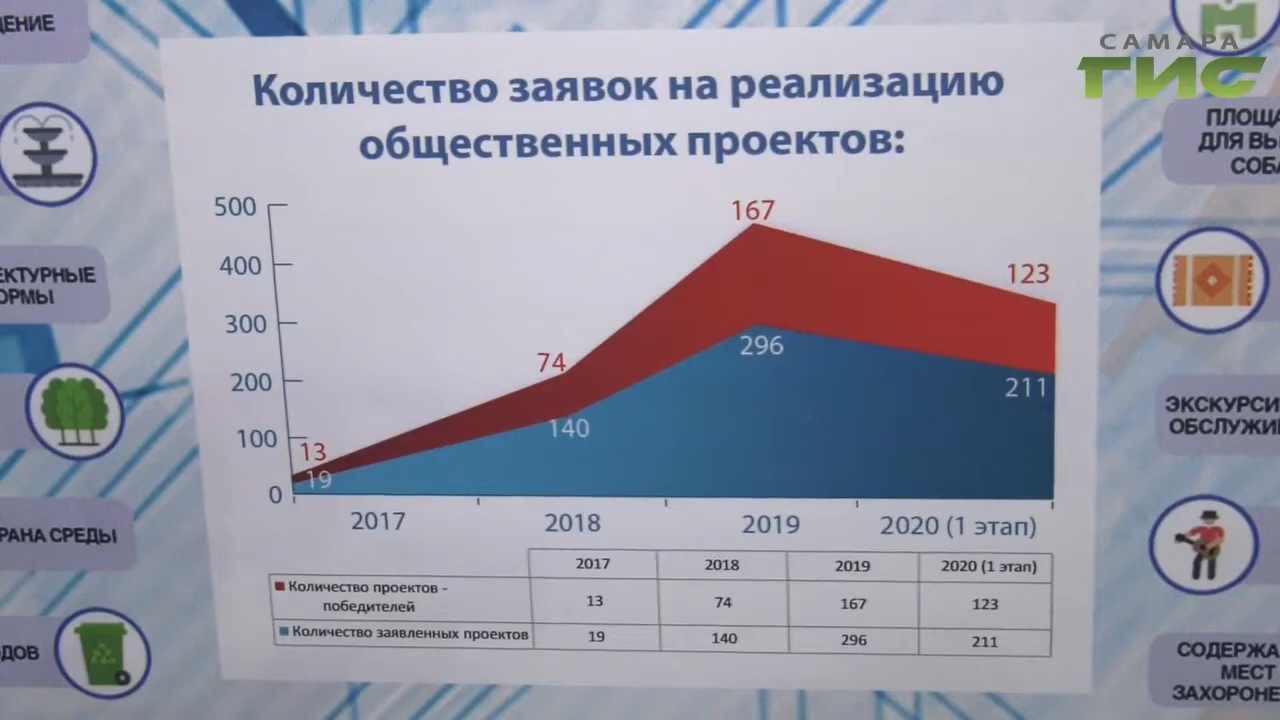 ДЕНИЕ
САМАРА
ГИС
Количество заявок на реализацию
общественных проектов:
ПЛОЩА
ДЛЯ ВЫ
СОБА
500
400
300
200
100
0
167
123
74
13
296
211
140
19
2017
2018
2019
2020 (1 этап)
ЕКТУРНЫЕ
ОРМЫ
ЭКСКУРСИ
ОБСЛУЖИ
РАНА СРЕДЫ
2017 2018 2019 2020 (1 этап)
Количество проектов -
победителей 13 74 167 123
Количество заявленных проектов 19 140 296 211
ДОВ
СОДЕРЖА
МЕСТ
ЗАХОРОНЕ